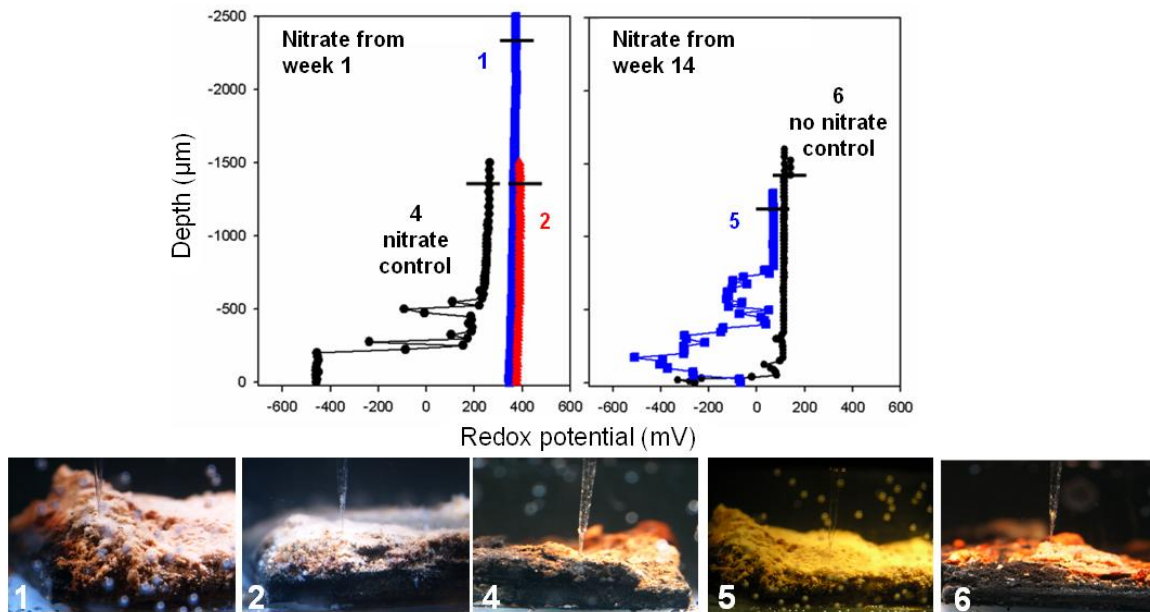 Nitrate from
week 1
1
4
nitrate
control
2
-2500
-2000
-1500
-1000
-500
0
Depth (µm)
-600 -400 -200 0 200 400 600
Nitrate from
week 14
6
no nitrate
control
5
-600 -400 -200 0 200 400 600
Redox potential (mV)
1 2 4 5 6